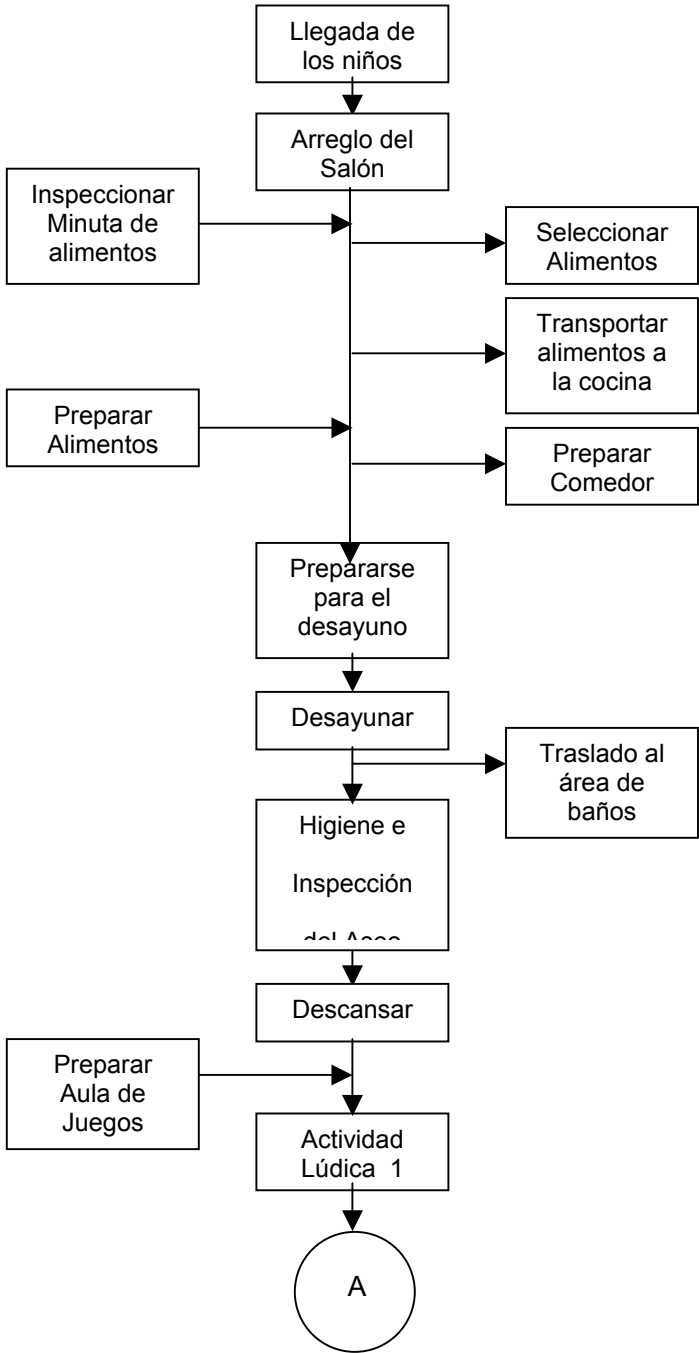 Llegada de
los niños
Arreglo del
Salón
Inspeccionar
Minuta de
alimentos
Seleccionar
Alimentos
Transportar
alimentos a
la cocina
Preparar
Alimentos
Preparar
Comedor
Prepararse
para el
desayuno
Desayunar
Traslado al
área de
baños
Higiene e
Inspección
del Aseo
Descansar
Preparar
Aula de
Juegos
Actividad
Lúdica 1
A